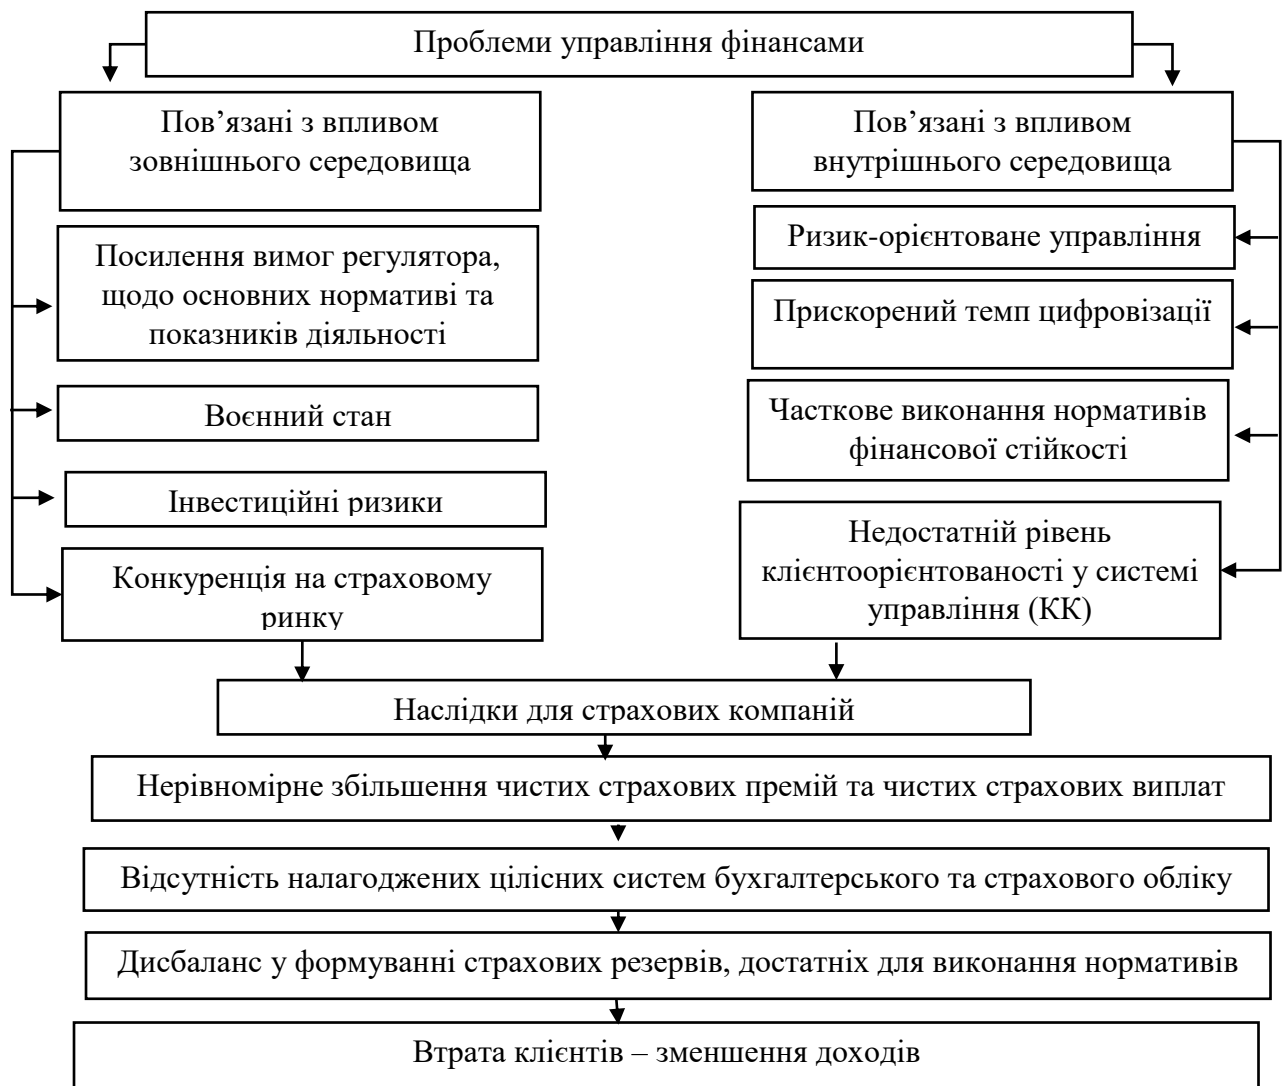 Проблеми управління фінансами
Пов’язані з впливом
зовнішнього середовища
Посилення вимог регулятора,
щодо основних нормативі та
показників діяльності
Воєнний стан
Інвестиційні ризики
Конкуренція на страховому
ринку
Пов’язані з впливом
внутрішнього середовища
Ризик-орієнтоване управління
Прискорений темп цифровізації
Часткове виконання нормативів
фінансової стійкості
Недостатній рівень
клієнтоорієнтованості у системі
управління (КК)
Наслідки для страхових компаній
Нерівномірне збільшення чистих страхових премій та чистих страхових виплат
Відсутність налагоджених цілісних систем бухгалтерського та страхового обліку
Дисбаланс у формуванні страхових резервів, достатніх для виконання нормативів
Втрата клієнтів – зменшення доходів